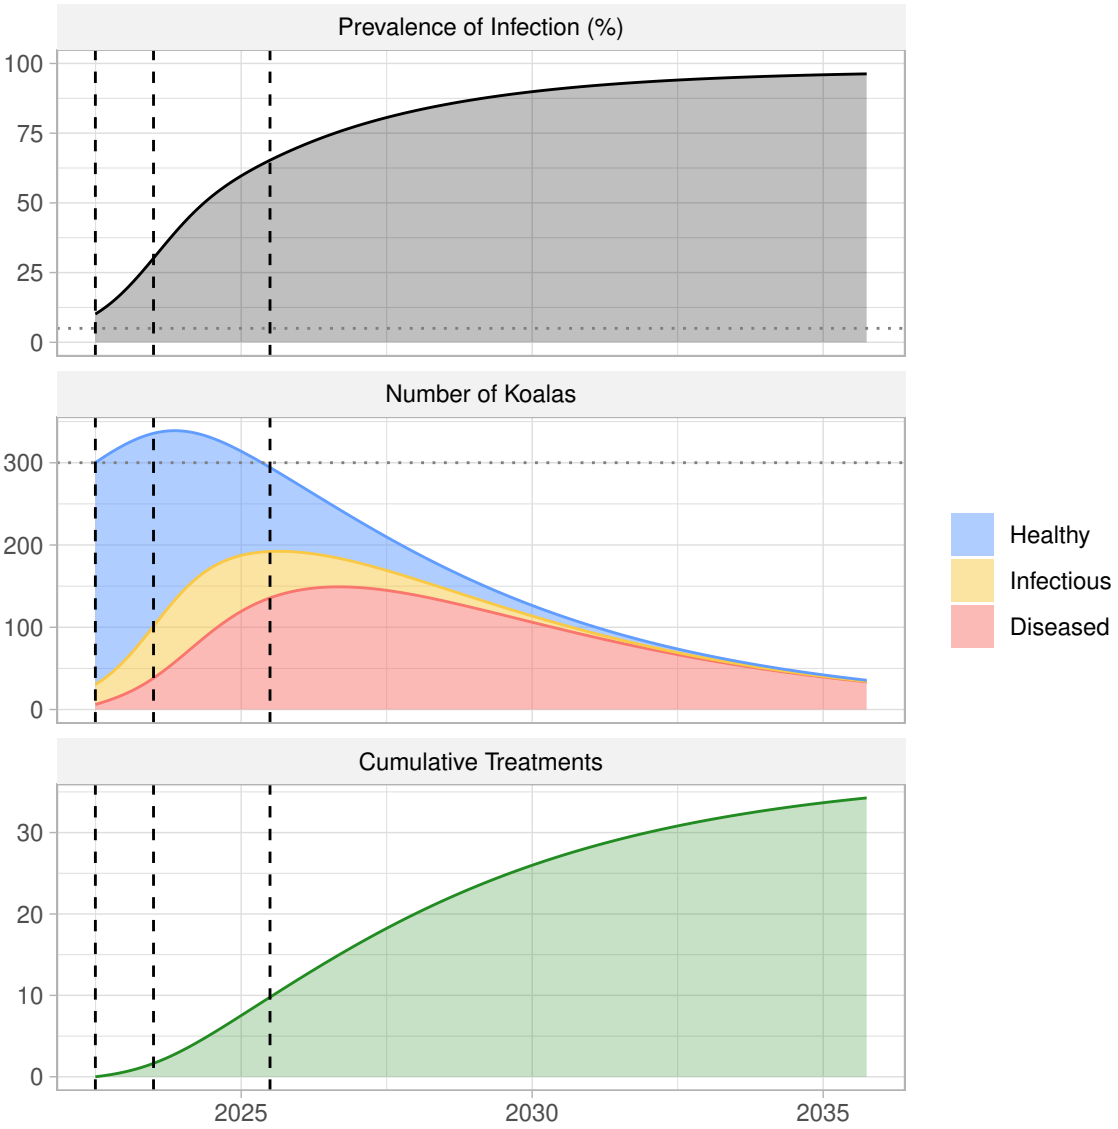 Prevalence of Infection (%)
100
75
50
25
0
Number of Koalas
300
200
100
0
Healthy
Infectious
Diseased
Cumulative Treatments
30
20
10
0
2025 2030 2035